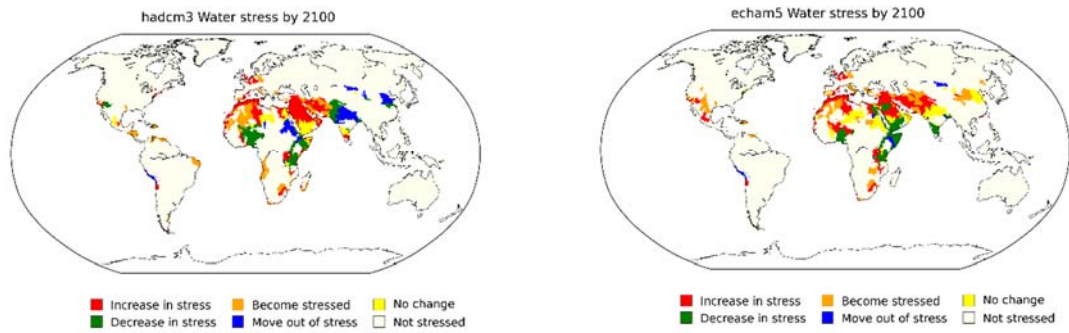 hadcm3 Water stress by 2100
Increase in stress Become stressed No change
Decrease in stress Move out of stress Not stressed
echam5 Water stress by 2100
Increase in stress Become stressed No change
Decrease in stress Move out of stress Not stressed